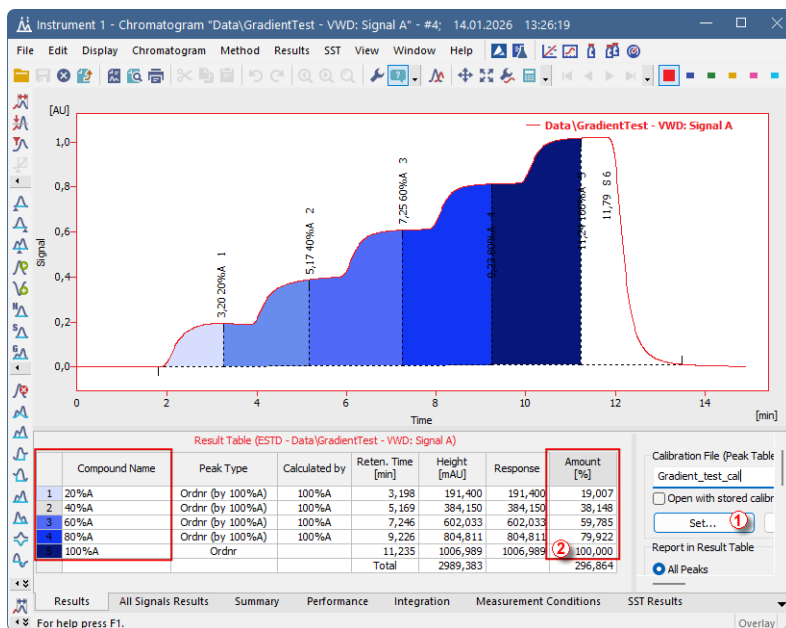 Instrument 1 - Chromatogram "Data\GradientTest - VWD: Signal A" - #4; 14.01.2026 13:26:19
File Edit Display Chromatogram Method Results SST View Window Help
[AU]
Data\GradientTest - VWD: Signal A
1,0
0,8
0,6
0,4
0,2
0,0
Signal
3,20 20%A 1
5,17 40%A 2
7,25 60%A 3
9,23 80%A 4
11,24 100%A 5
11,79 S 6
0 2 4 6 8 10 12 14
Time [min]
Result Table (ESTD - Data\GradientTest - VWD: Signal A)
Compound Name Peak Type Calculated by Reten. Time [min] Height [mAU] Response Amount [%]
1 20%A Ordnr (by 100%A) 100%A 3,198 191,400 191,400 19,007
2 40%A Ordnr (by 100%A) 100%A 5,169 384,150 384,150 38,148
3 60%A Ordnr (by 100%A) 100%A 7,246 602,033 602,033 59,785
4 80%A Ordnr (by 100%A) 100%A 9,226 804,811 804,811 79,922
5 100%A Ordnr 11,235 1006,989 1006,989 2 100,000
Total 2989,383 296,864
Calibration File (Peak Table
Gradient_test_cal
Open with stored calibr
Set... 1
Report in Result Table
All Peaks
Results All Signals Results Summary Performance Integration Measurement Conditions SST Results
For help press F1.
Overlay